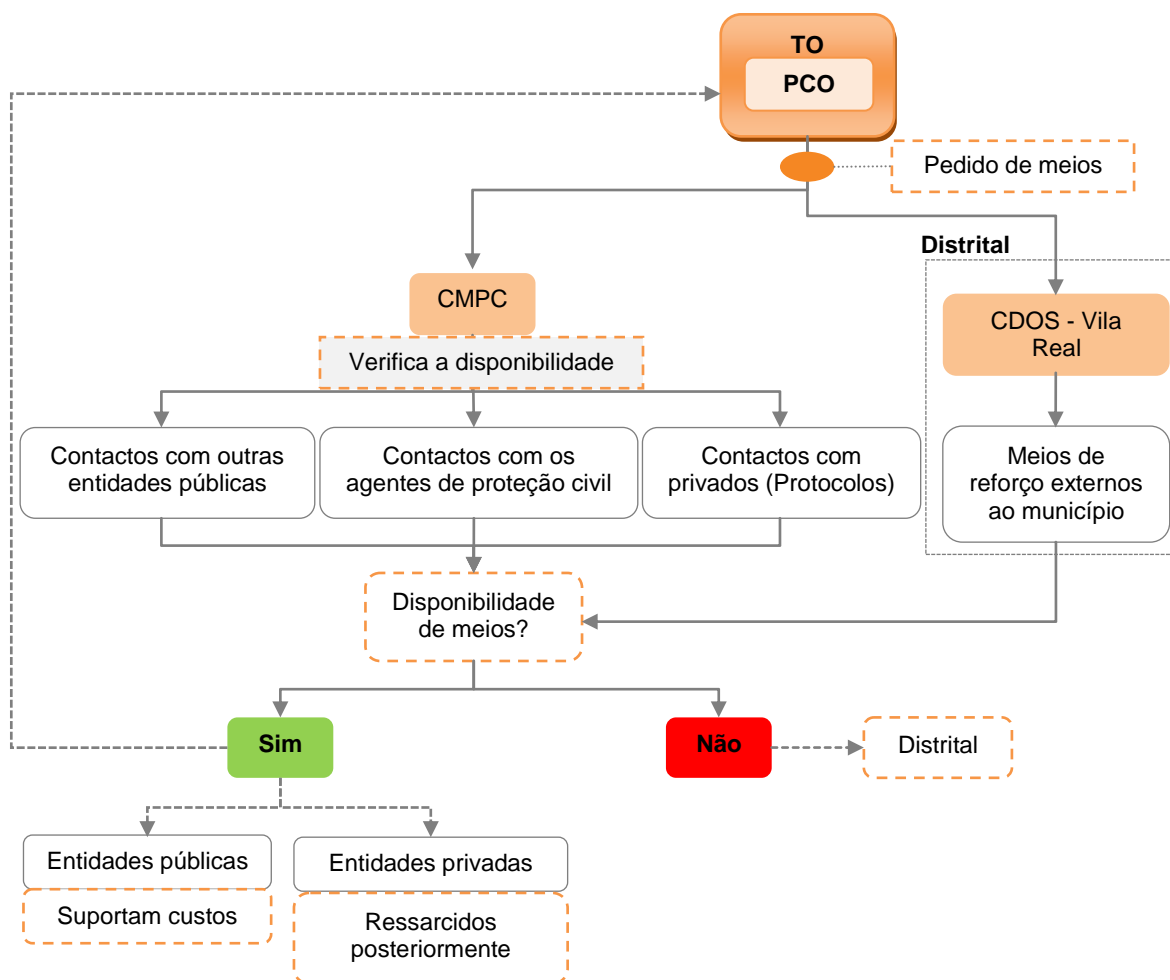 TO
PCO
Pedido de meios
Distrital
CMPC
CDOS - Vila
Real
Verifica a disponibilidade
Contactos com outras
entidades públicas
Contactos com os
agentes de proteção civil
Contactos com
privados (Protocolos)
Meios de
reforço externos
ao município
Disponibilidade
de meios?
Sim
Não
Distrital
Entidades públicas
Suportam custos
Entidades privadas
Ressarcidos
posteriormente